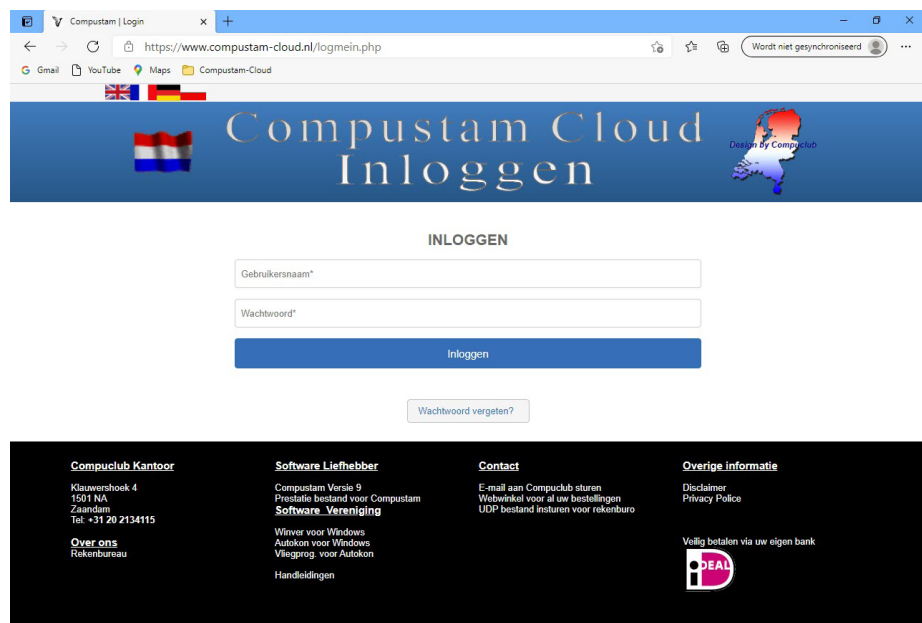 Compustam | Login
https://www.compustam-cloud.nl/logmein.php
Wordt niet gesynchroniseerd
Gmail
YouTube
Maps
Compustam-Cloud
Compustam Cloud
Inloggen
Design by Compuclub
INLOGGEN
Gebruikersnaam*
Wachtwoord*
Inloggen
Wachtwoord vergeten?
Compuclub Kantoor
Klauwershoek 4
1501 NA
Zaandam
Tel: +31 20 2134115
Over ons
Rekenbureau
Software Liefhebber
Compustam Versie 9
Prestatie bestand voor Compustam
Software Vereniging
Winver voor Windows
Autokon voor Windows
Vliegprog. voor Autokon
Handleidingen
Contact
E-mail aan Compuclub sturen
Webwinkel voor al uw bestellingen
UDP bestand insturen voor rekenburo
Overige informatie
Disclaimer
Privacy Police
Veilig betalen via uw eigen bank
iDEAL